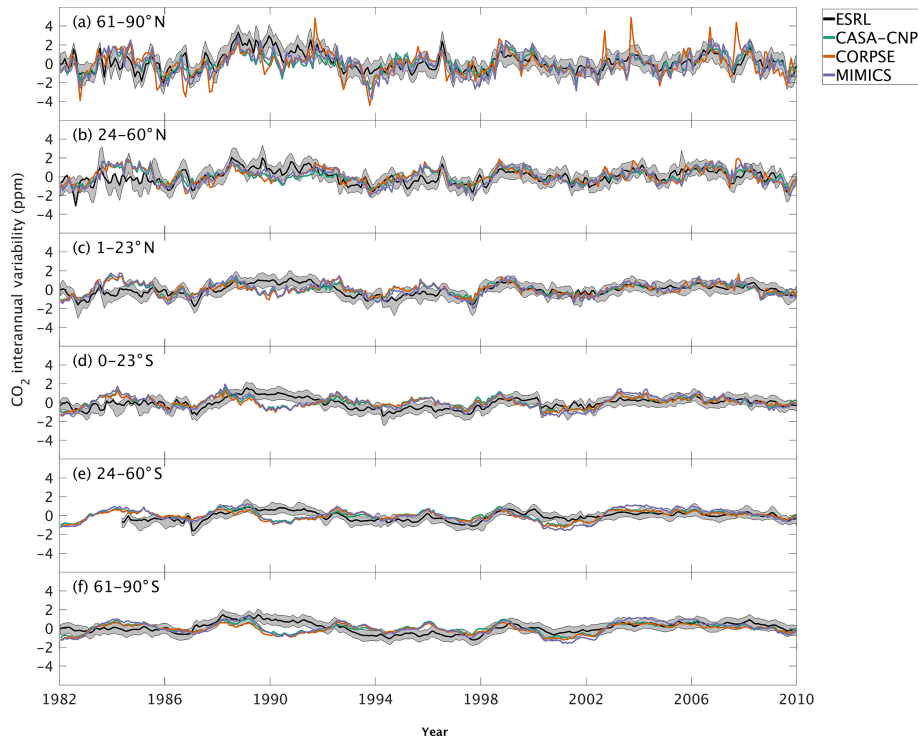 (a) 61–90°N
4
2
0
−2
−4
(b) 24–60°N
4
2
0
−2
−4
(c) 1–23°N
4
2
0
−2
−4
(d) 0–23°S
4
2
0
−2
−4
(e) 24–60°S
4
2
0
−2
−4
(f) 61–90°S
4
2
0
−2
−4
CO2 interannual variability (ppm)
1982 1986 1990 1994 1998 2002 2006 2010
Year
ESRL
CASA–CNP
CORPSE
MIMICS